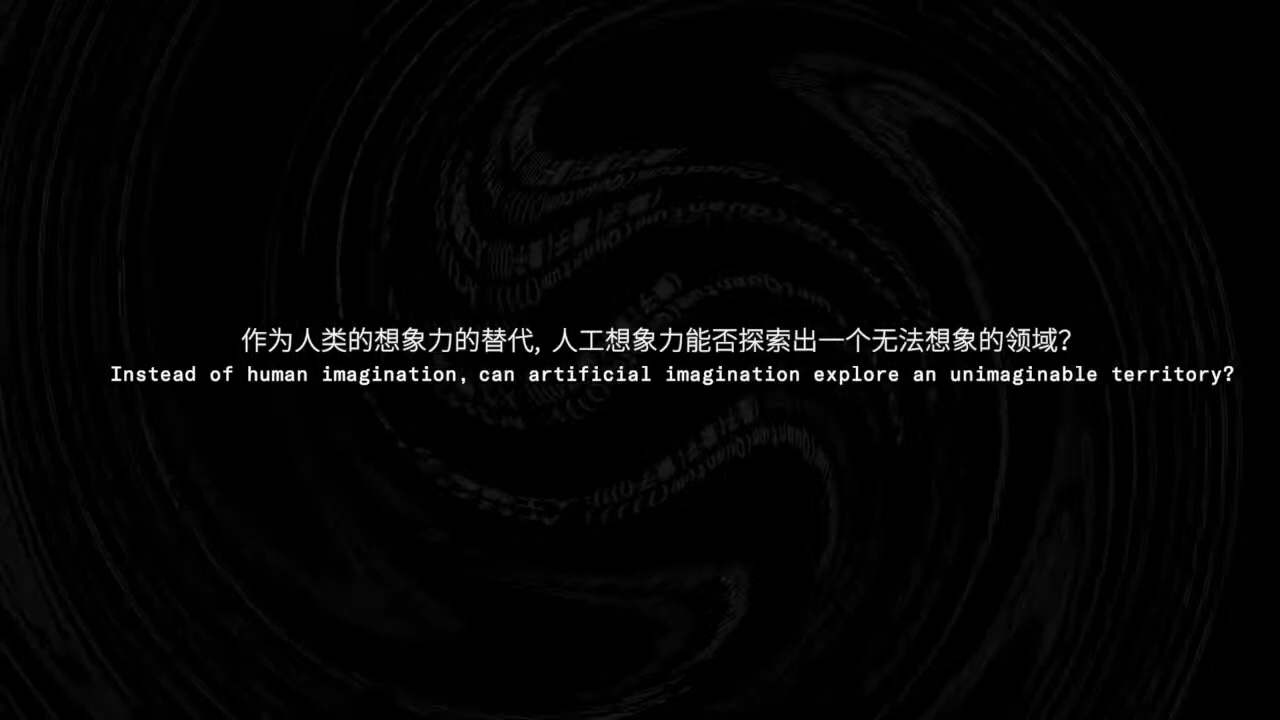 作为人类的想象力的替代, 人工想象力能否探索出一个无法想象的领域？
Instead of human imagination, can artificial imagination explore an unimaginable territory?